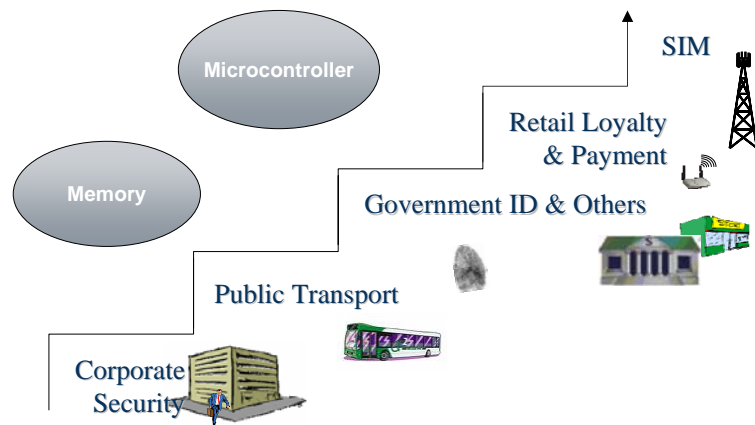 SIM
Microcontroller
Retail Loyalty
& Payment
Memory
Government ID & Others
Public Transport
Corporate
Security